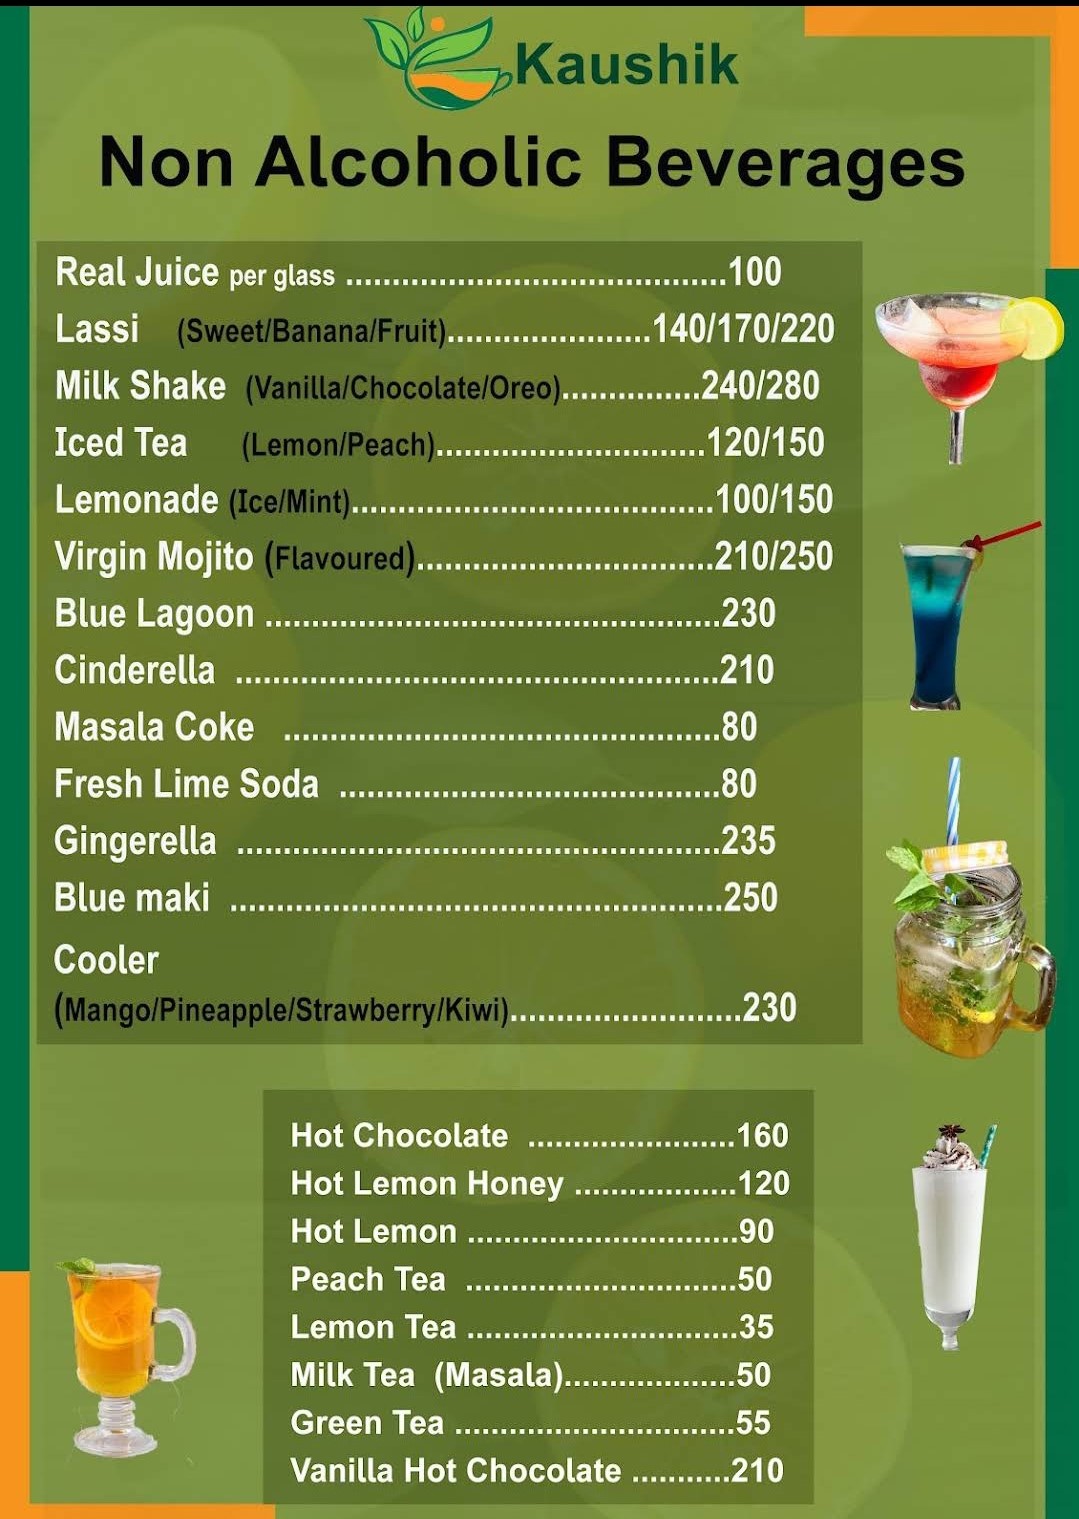 Kaushik
Non Alcoholic Beverages
Real Juice per glass .........................................100
Lassi (Sweet/Banana/Fruit)......................140/170/220
Milk Shake (Vanilla/Chocolate/Oreo)...............240/280
Iced Tea (Lemon/Peach).............................120/150
Lemonade (Ice/Mint).......................................100/150
Virgin Mojito (Flavoured)................................210/250
Blue Lagoon .................................................230
Cinderella ....................................................210
Masala Coke ...............................................80
Fresh Lime Soda .........................................80
Gingerella ....................................................235
Blue maki .....................................................250
Cooler
(Mango/Pineapple/Strawberry/Kiwi).........................230
Hot Chocolate ......................160
Hot Lemon Honey .................120
Hot Lemon .............................90
Peach Tea .............................50
Lemon Tea .............................35
Milk Tea (Masala)..................50
Green Tea ..............................55
Vanilla Hot Chocolate ...........210